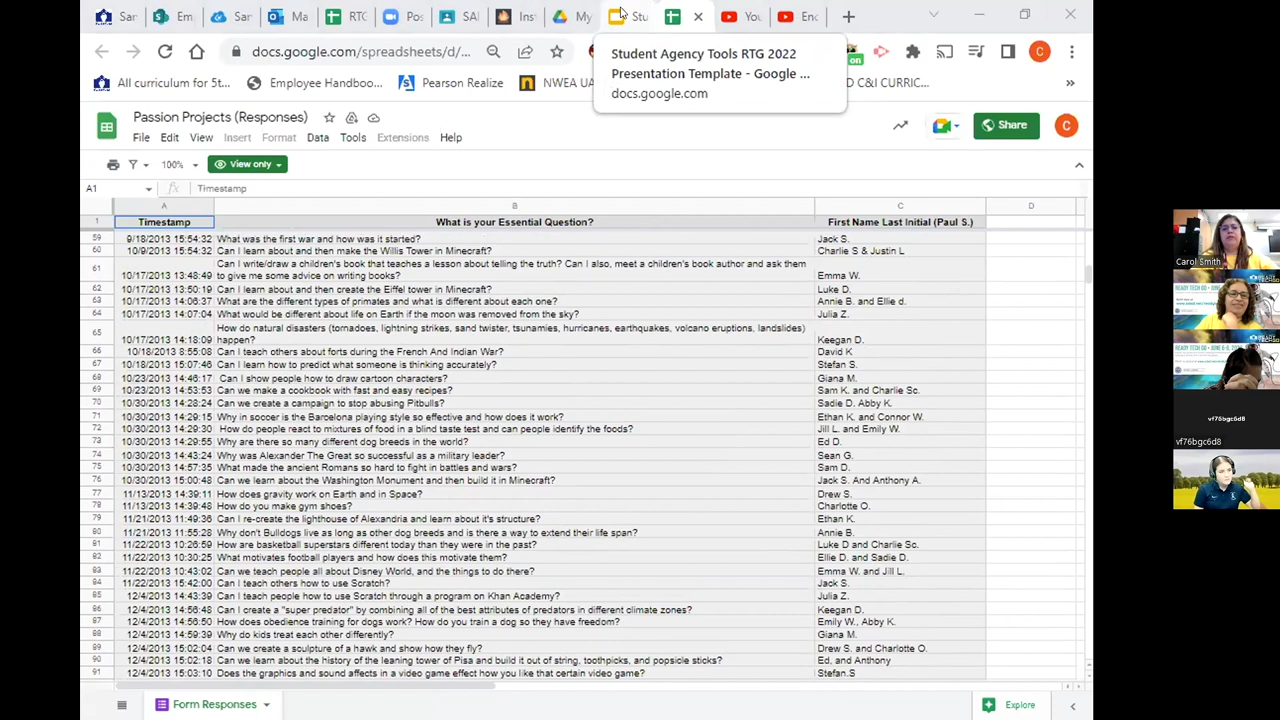 Sar
Em
Sar
Ma
RTG
Pos
SAI
Ins
My
Stu
You
docs.google.com/spreadsheets/d/...
on
Student Agency Tools RTG 2022
Presentation Template - Google ...
docs.google.com
All curriculum for 5t...
Employee Handboo...
Pearson Realize
NWEA UA
D C&I CURRIC...
Passion Projects (Responses)
File Edit View Insert Format Data Tools Extensions Help
Share
C
100%
View only
A1
fx
Timestamp
A B C D
1 Timestamp What is your Essential Question? First Name Last Initial (Paul S.)
59 9/18/2013 15:54:32 What was the first war and how was it started? Jack S.
60 10/9/2013 15:54:32 Can I learn about and then make the Willis Tower in Minecraft? Charlie S & Justin L
61 10/17/2013 13:48:49 Can I write/draw a children's book that teaches a lesson about telling the truth? Can I also, meet a children's book author and ask them
to give me some advice on writing books? Emma W.
62 10/17/2013 13:50:19 Can I learn about and then create the Eiffel tower in Minecraft? Luke D.
63 10/17/2013 14:06:37 What are the different types of primates and what is different about each one? Annie B. and Ellie d.
64 10/17/2013 14:07:04 What would be different about life on Earth if the moon was removed from the sky? Julia Z.
65 10/17/2013 14:18:09 How do natural disasters (tornadoes, lightning strikes, sand twister, tsunamies, hurricanes, earthquakes, volcano eruptions, landslides)
happen? Keegan D.
66 10/18/2013 8:55:08 Can I teach others about forts during the French And Indian War? David K
67 10/18/2013 15:07:46 Can I learn how to predict what someone is thinking accurately? Stefan S.
68 10/23/2013 14:46:17 Can I show people how to draw cartoon characters? Giana M.
69 10/23/2013 14:53:53 Can we make a cookbook with fast and easy recipes? Sam K. and Charlie Sc.
70 10/30/2013 14:28:24 Can we create a campaign to stop abusing Pitbulls? Sadie D. Abby K.
71 10/30/2013 14:29:15 Why in soccer is the Barcelona playing style so effective and how does it work? Ethan K. and Connor W.
72 10/30/2013 14:29:30 How do people react to mixtures of food in a blind taste test and can people identify the foods? Jill L. and Emily W.
73 10/30/2013 14:29:55 Why are there so many different dog breeds in the world? Ed D.
74 10/30/2013 14:43:24 Why was Alexander The Great so successful as a military leader? Sean G.
75 10/30/2013 14:57:35 What made the ancient Romans so hard to fight in battles and wars? Sam D.
76 10/30/2013 15:00:48 Can we learn about the Washington Monument and then build it in Minecraft? Jack S. And Anthony A.
77 11/13/2013 14:39:11 How does gravity work on Earth and in Space? Drew S.
78 11/13/2013 14:39:48 How do you make gym shoes? Charlotte O.
79 11/21/2013 11:49:36 Can I re-create the lighthouse of Alexandria and learn about it's structure? Ethan K.
80 11/21/2013 11:55:28 Why don't Bulldogs live as long as other dog breeds and is there a way to extend their life span? Annie B.
81 11/22/2013 10:26:59 How are basketball superstars different today than they were in the past? Luke D and Charlie Sc.
82 11/22/2013 10:30:25 What motivates football players and how does this motivate them? Ellie D. and Sadie D.
83 11/22/2013 10:43:02 Can we teach people all about Disney World, and the things to do there? Emma W. and Jill L.
84 11/22/2013 15:42:00 Can I teach others how to use Scratch? Jack S.
85 12/4/2013 14:43:39 Can I teach people how to use Scratch through a program on Khan Academy? Julia Z.
86 12/4/2013 14:56:48 Can I create a "super predator" by combining all of the best attributes of predators in different climate zones? Keegan D.
87 12/4/2013 14:56:50 How does obedience training for dogs work? How do you train a dog so they have freedom? Emily W., Abby K.
88 12/4/2013 14:59:39 Why do kids treat each other differently? Giana M.
89 12/4/2013 15:02:04 Can we create a sculpture of a hawk and show how they fly? Drew S. and Charlotte O.
90 12/4/2013 15:02:18 Can we learn about the history of the leaning tower of Pisa and build it out of string, toothpicks, and popsicle sticks? Ed, and Anthony
91 12/4/2013 15:03:10 Does the graphics and sound affects in a video game effect how you like that certain video game? Stefan.S
Form Responses
Explore
Carol Smith
vf76bgc6d8
vf76bgc6d8